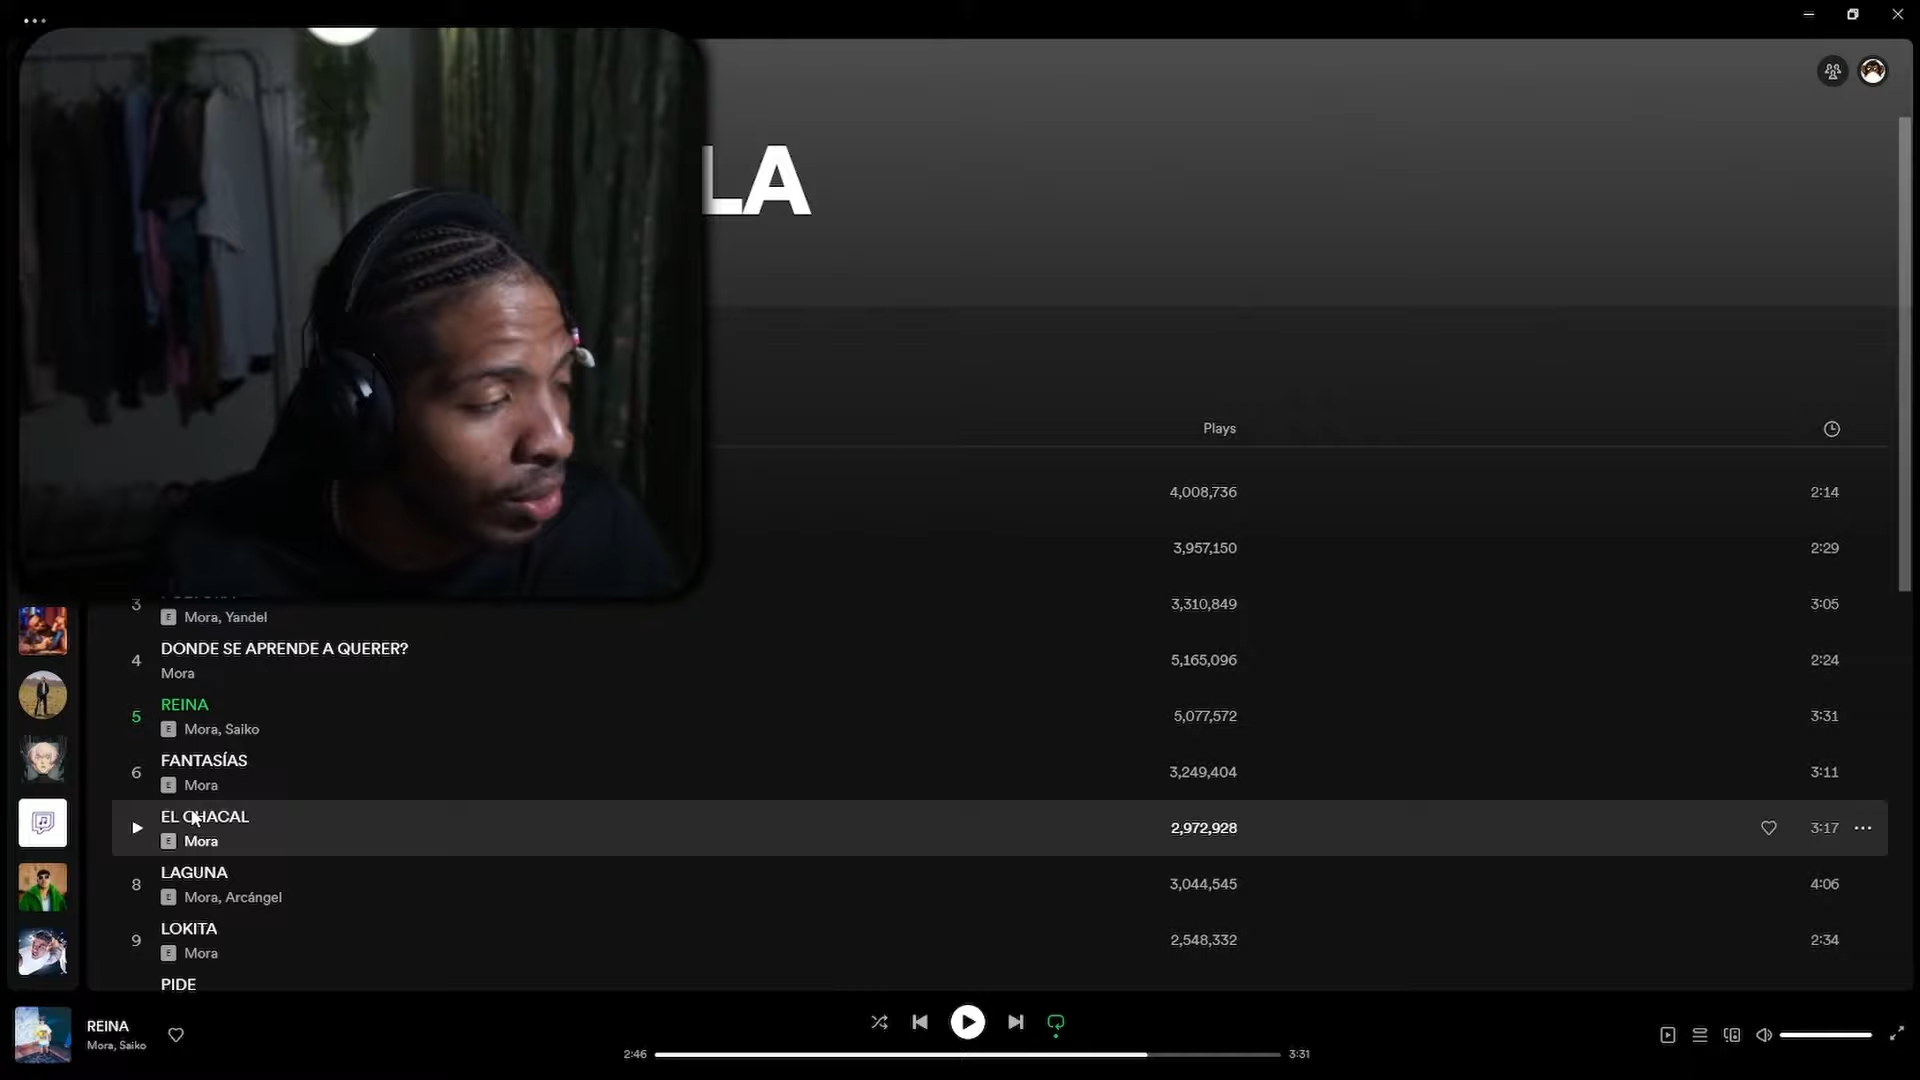 LA
Plays
4,008,736 2:14
3,957,150 2:29
3 3,310,849 3:05
E Mora, Yandel
DONDE SE APRENDE A QUERER?
4 5,165,096 2:24
Mora
REINA
5 5,077,572 3:31
E Mora, Saiko
FANTASÍAS
6 3,249,404 3:11
E Mora
EL CHACAL
2,972,928 3:17
E Mora
LAGUNA
8 3,044,545 4:06
E Mora, Arcángel
LOKITA
9 2,548,332 2:34
E Mora
PIDE
REINA
Mora, Saiko
2:46 3:31